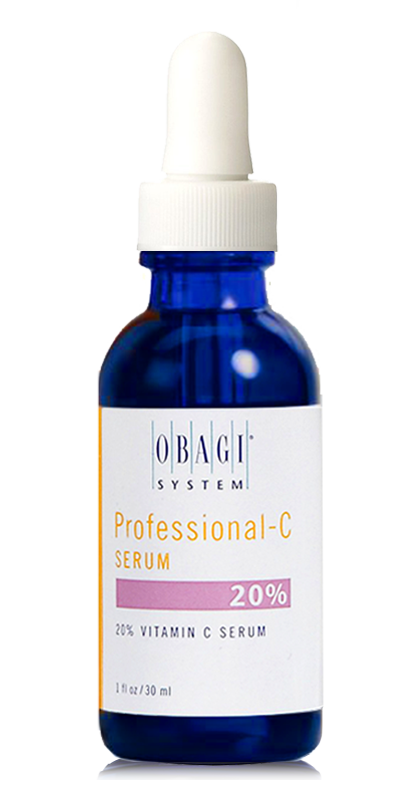 OBAGI®
SYSTEM
Professional-C
SERUM
20%
20% VITAMIN C SERUM
1 fl oz/30 ml